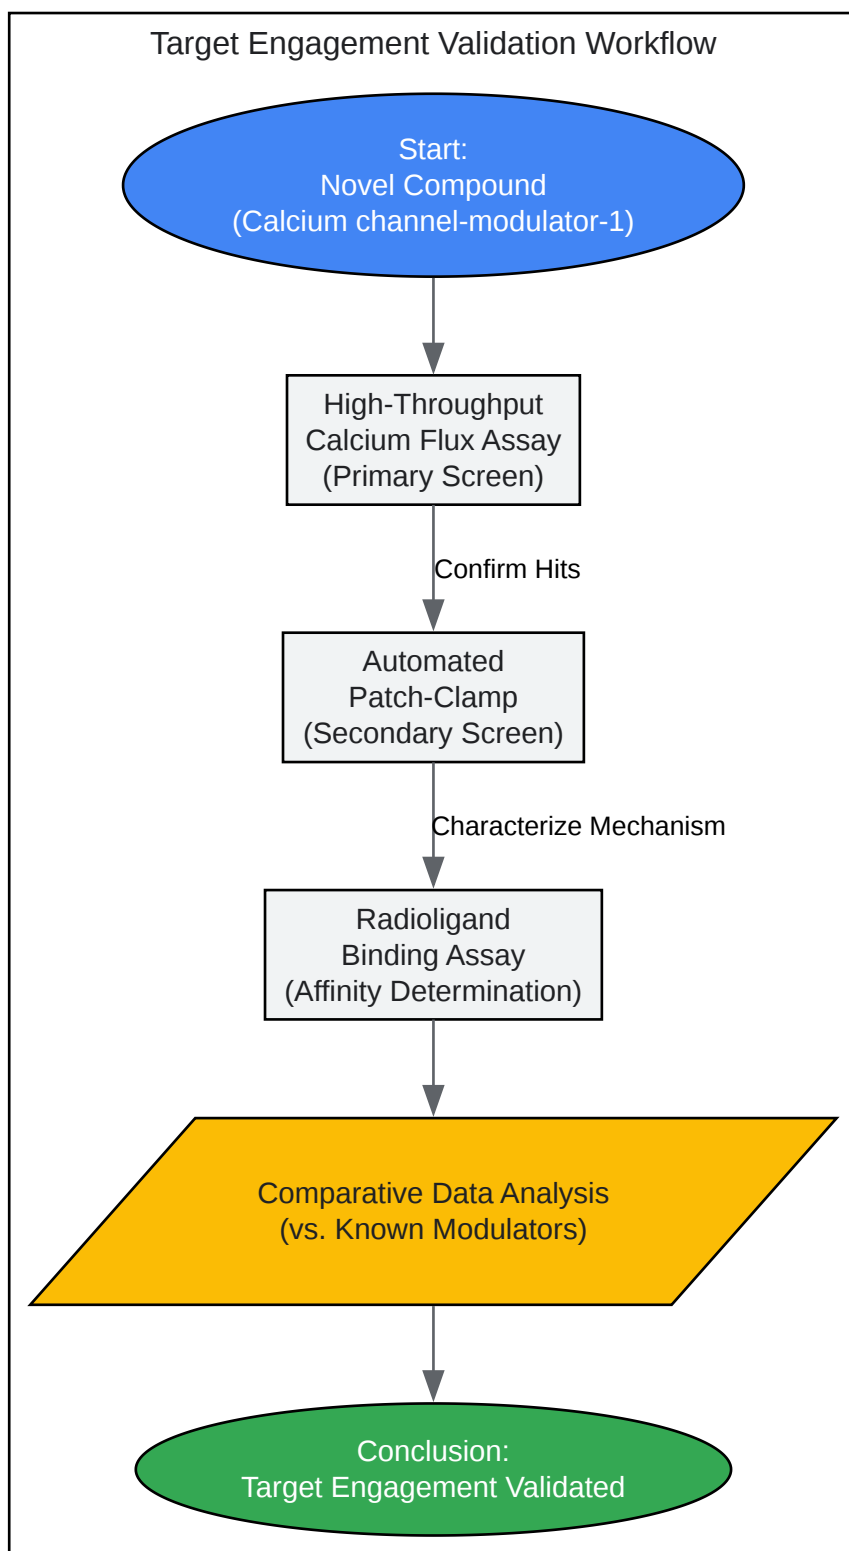 Target Engagement Validation Workflow
Start:
Novel Compound
(Calcium channel-modulator-1)
High-Throughput
Calcium Flux Assay
(Primary Screen)
Confirm Hits
Automated
Patch-Clamp
(Secondary Screen)
Characterize Mechanism
Radioligand
Binding Assay
(Affinity Determination)
Comparative Data Analysis
(vs. Known Modulators)
Conclusion:
Target Engagement Validated